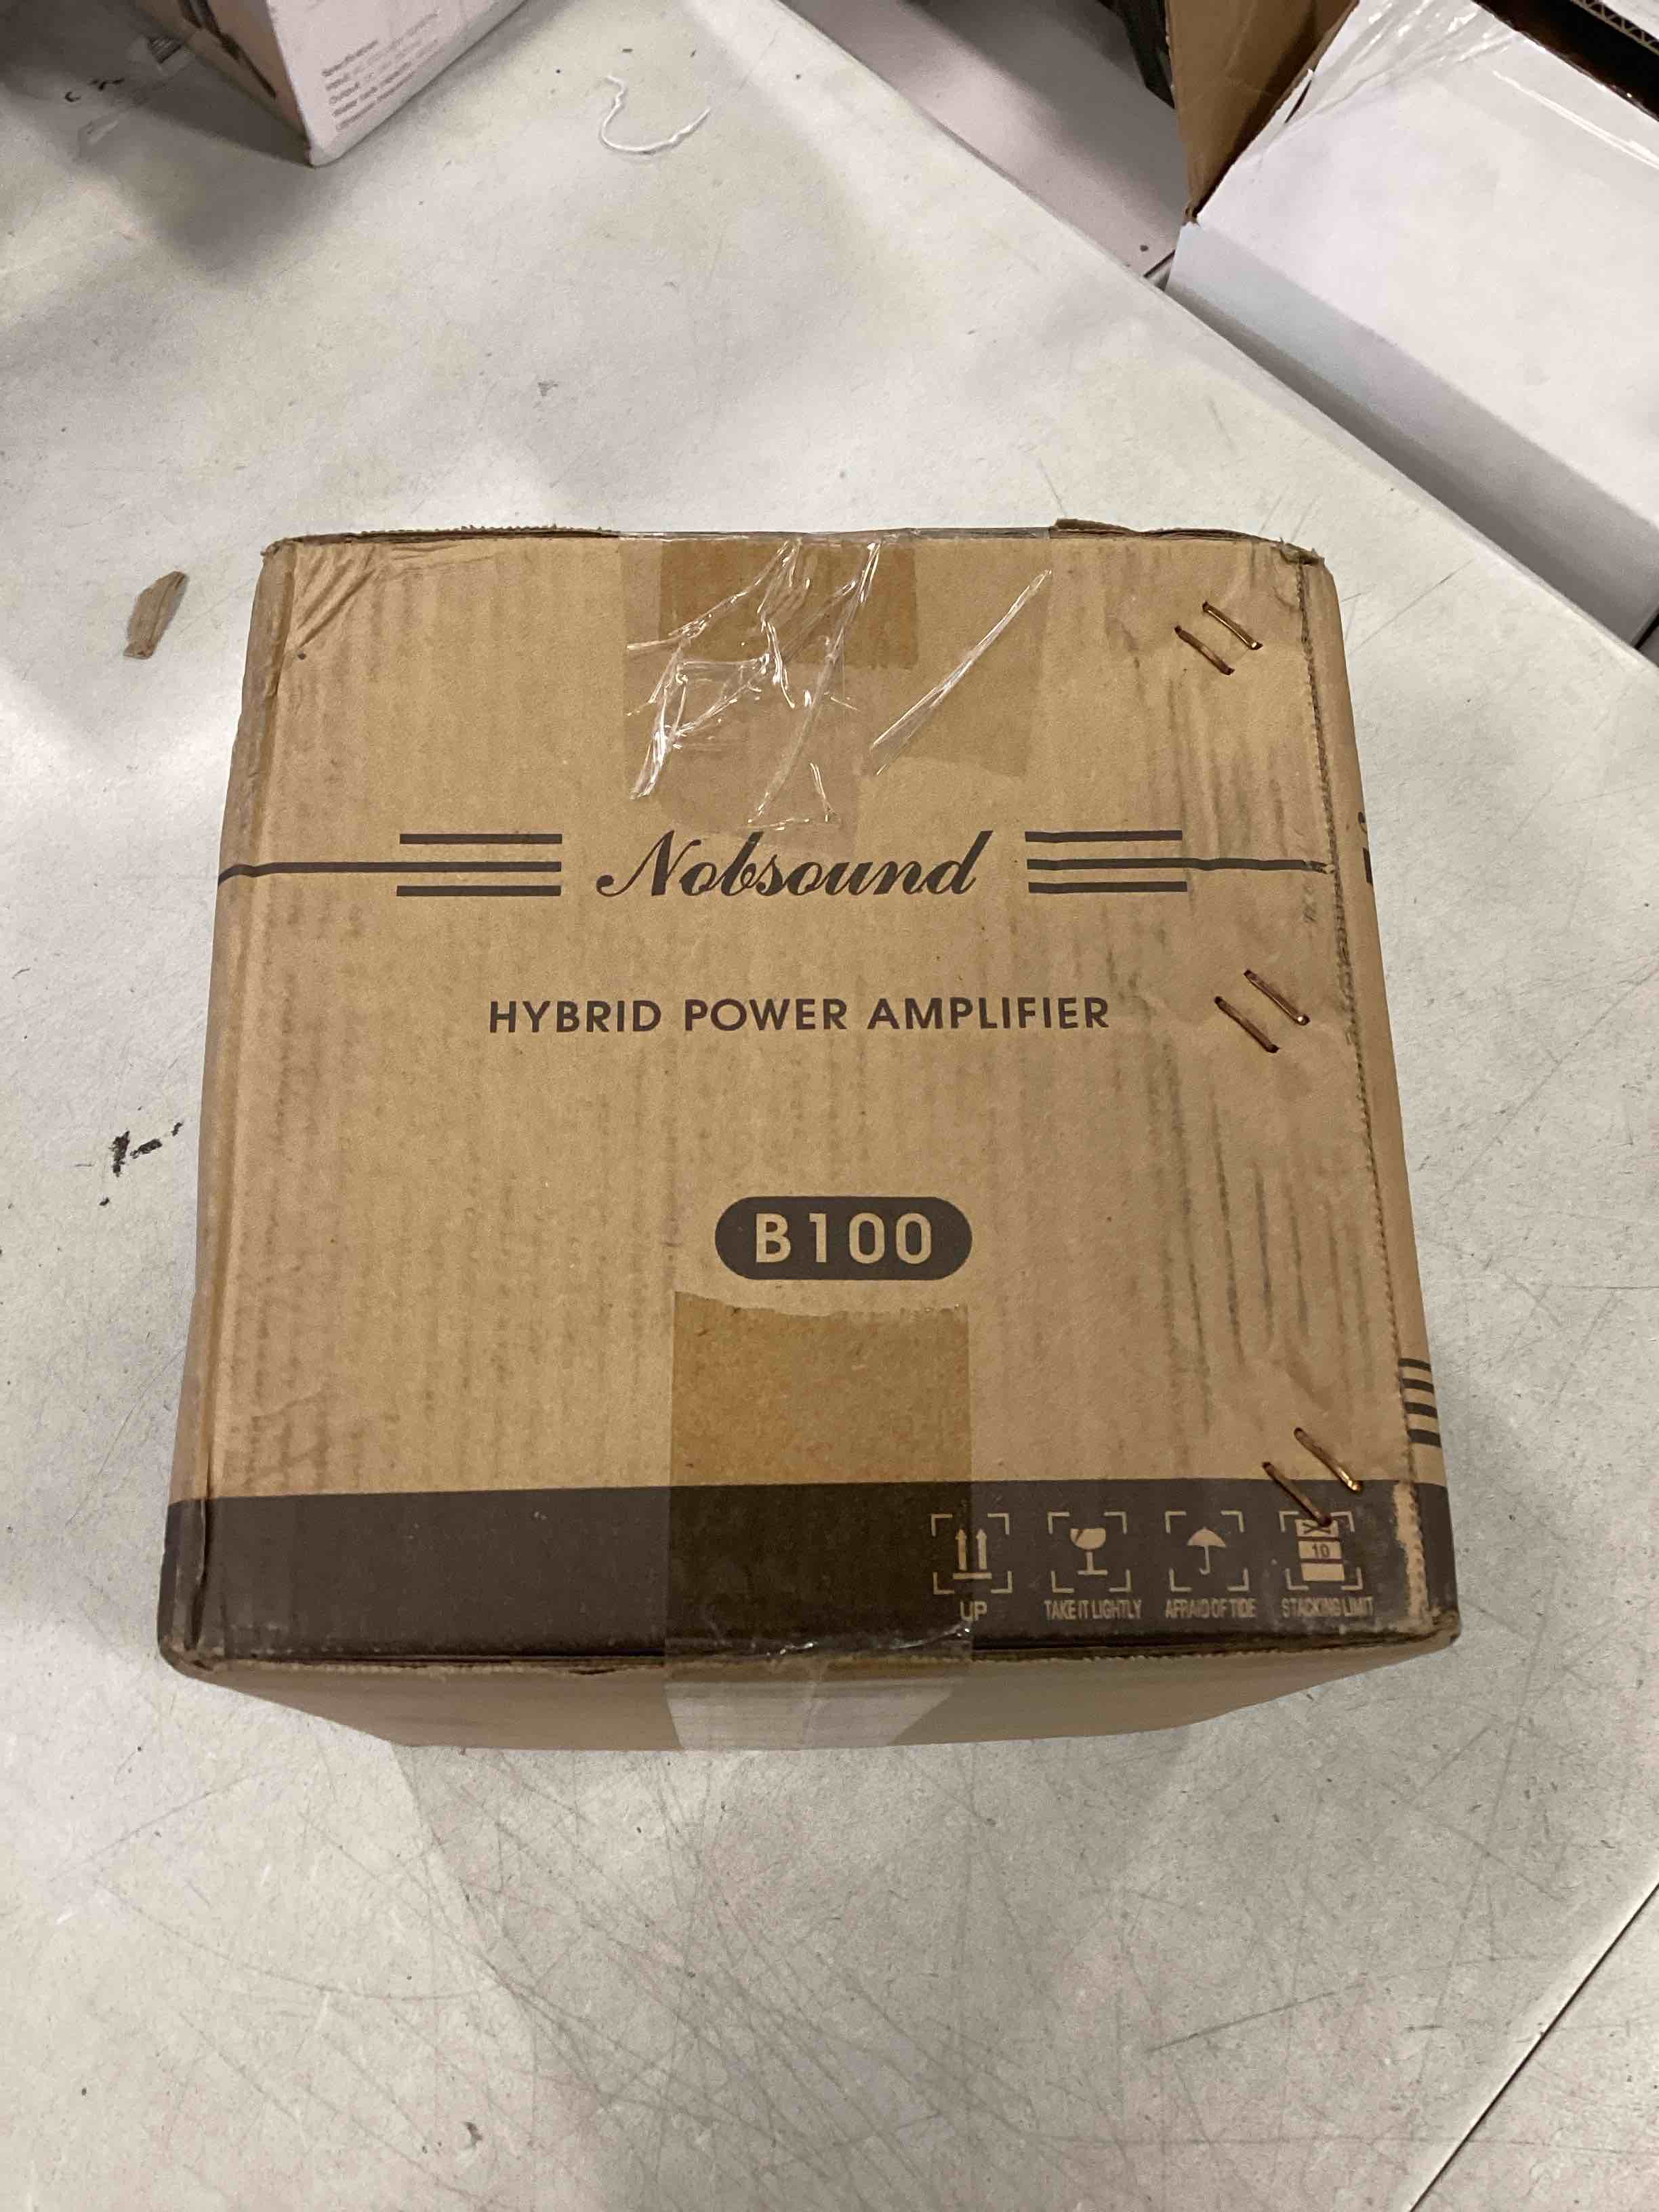 Nobsound
HYBRID POWER AMPLIFIER
B100
10
UP
TAKE IT LIGHTLY
AFRAID OF TIDE
STACKING LIMIT